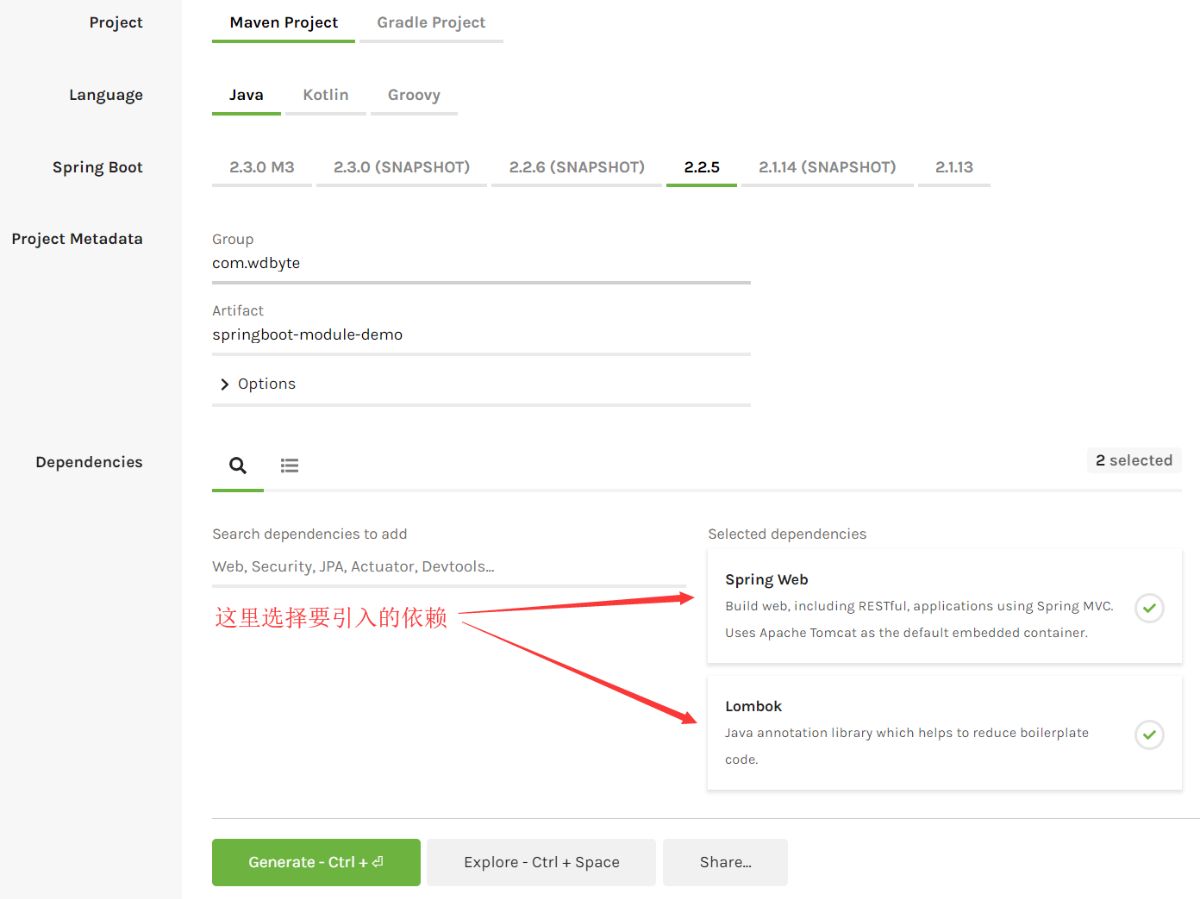 Project
Maven Project Gradle Project
Language
Java Kotlin Groovy
Spring Boot
2.3.0 M3 2.3.0 (SNAPSHOT) 2.2.6 (SNAPSHOT) 2.2.5 2.1.14 (SNAPSHOT) 2.1.13
Project Metadata
Group
com.wdbyte
Artifact
springboot-module-demo
Options
Dependencies
2 selected
Search dependencies to add
Web, Security, JPA, Actuator, Devtools...
这里选择要引入的依赖
Selected dependencies
Spring Web
Build web, including RESTful, applications using Spring MVC.
Uses Apache Tomcat as the default embedded container.
Lombok
Java annotation library which helps to reduce boilerplate
code.
Generate - Ctrl + ⏎
Explore - Ctrl + Space
Share...